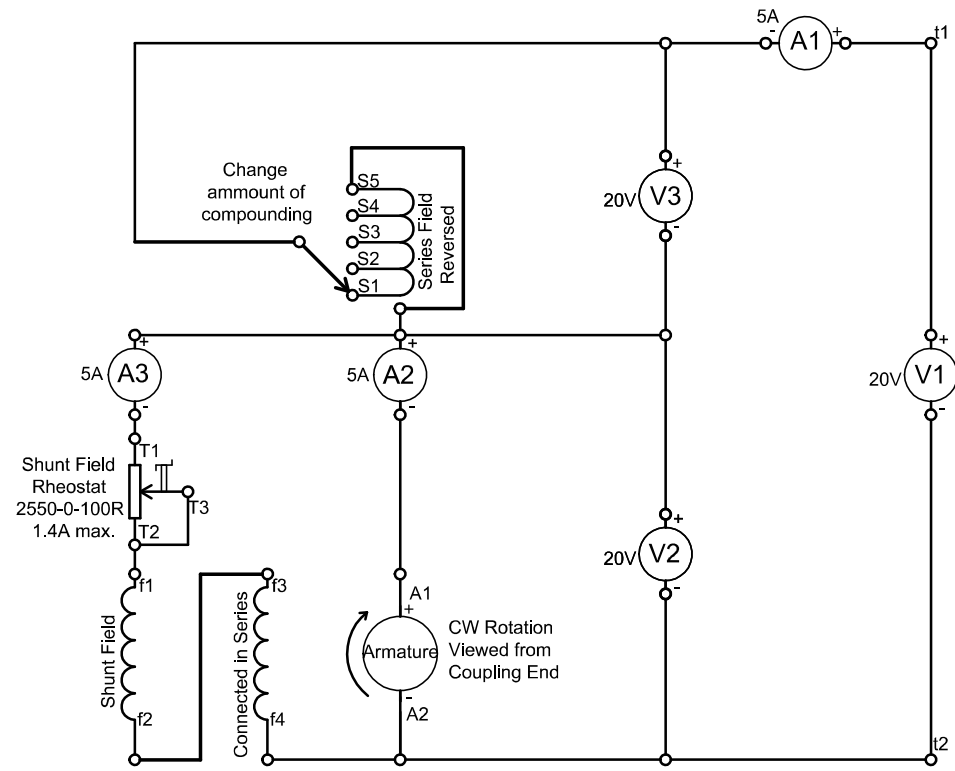 5A
- A1 +
t1
Change
ammount of
compounding
S5
S4
S3
S2
S1
Series Field
Reversed
+
20V V3
-
+
5A A3
-
+
5A A2
-
+
20V V1
-
T1
Shunt Field
Rheostat
2550-0-100R
1.4A max.
T3
T2
+
20V V2
-
f1
Shunt Field
f2
f3
Connected in Series
f4
A1
+
Armature
-
A2
CW Rotation
Viewed from
Coupling End
t2